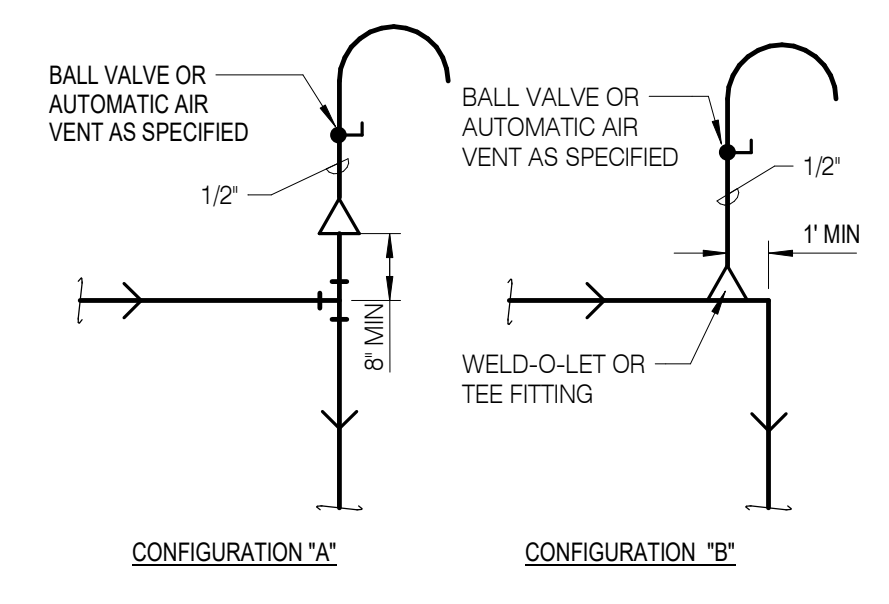 BALL VALVE OR
AUTOMATIC AIR
VENT AS SPECIFIED
1/2"
8" MIN
CONFIGURATION "A"
BALL VALVE OR
AUTOMATIC AIR
VENT AS SPECIFIED
1/2"
1' MIN
WELD-O-LET OR
TEE FITTING
CONFIGURATION "B"